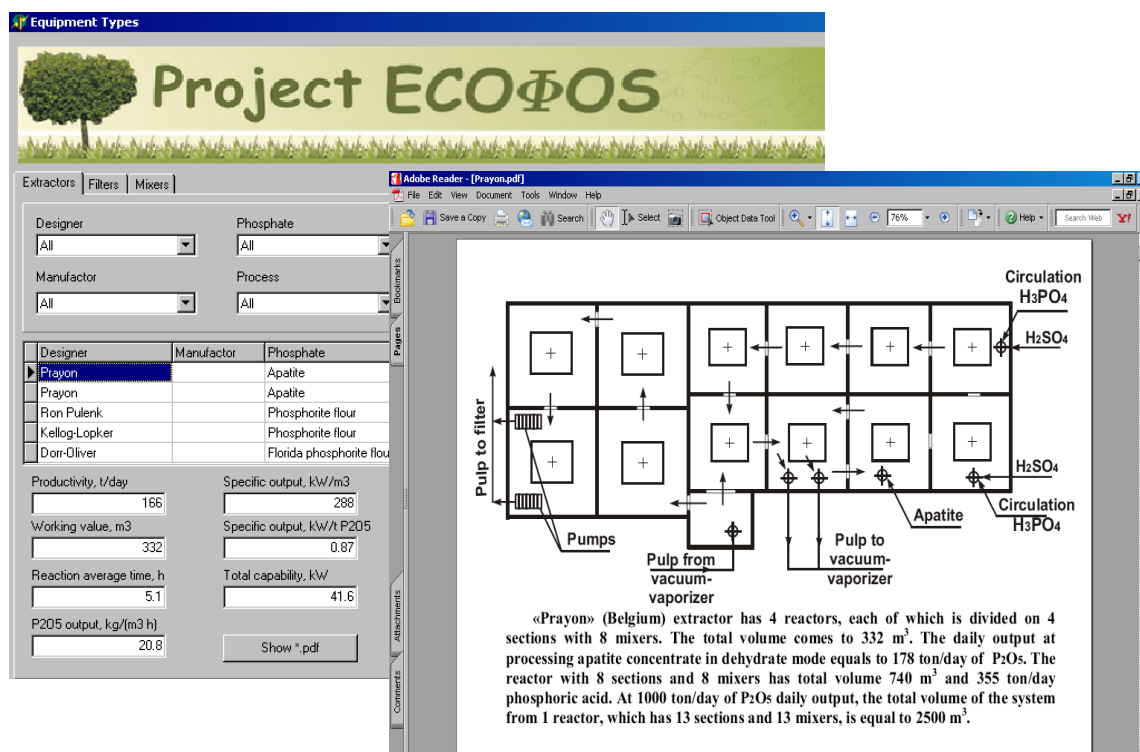 Equipment Types
Project ECOΦOS
Extractors Filters Mixers
Designer Phosphate
All All
Manufactor Process
All All
Designer Manufactor Phosphate
Prayon Apatite
Prayon Apatite
Ron Pulenk Phosphorite flour
Kellog-Lopker Phosphorite flour
Dorr-Oliver Florida phosphorite flou
Productivity, t/day Specific output, kW/m3
166 288
Working value, m3 Specific output, kW/t P2O5
332 0.87
Reaction average time, h Total capability, kW
5.1 41.6
P2O5 output, kg/(m3 h)
20.8 Show *.pdf
Adobe Reader - [Prayon.pdf]
File Edit View Document Tools Window Help
Save a Copy Search Select Object Data Tool 76% Help Search Web Y!
Bookmarks
Pages
Attachments
Comments
Circulation
H3PO4
H2SO4
Pulp to filter
H2SO4
Circulation
H3PO4
Apatite
Pumps
Pulp to
vacuum-
vaporizer
Pulp from
vacuum-
vaporizer
«Prayon» (Belgium) extractor has 4 reactors, each of which is divided on 4
sections with 8 mixers. The total volume comes to 332 m³. The daily output at
processing apatite concentrate in dehydrate mode equals to 178 ton/day of P2O5. The
reactor with 8 sections and 8 mixers has total volume 740 m³ and 355 ton/day
phosphoric acid. At 1000 ton/day of P2O5 daily output, the total volume of the system
from 1 reactor, which has 13 sections and 13 mixers, is equal to 2500 m³.